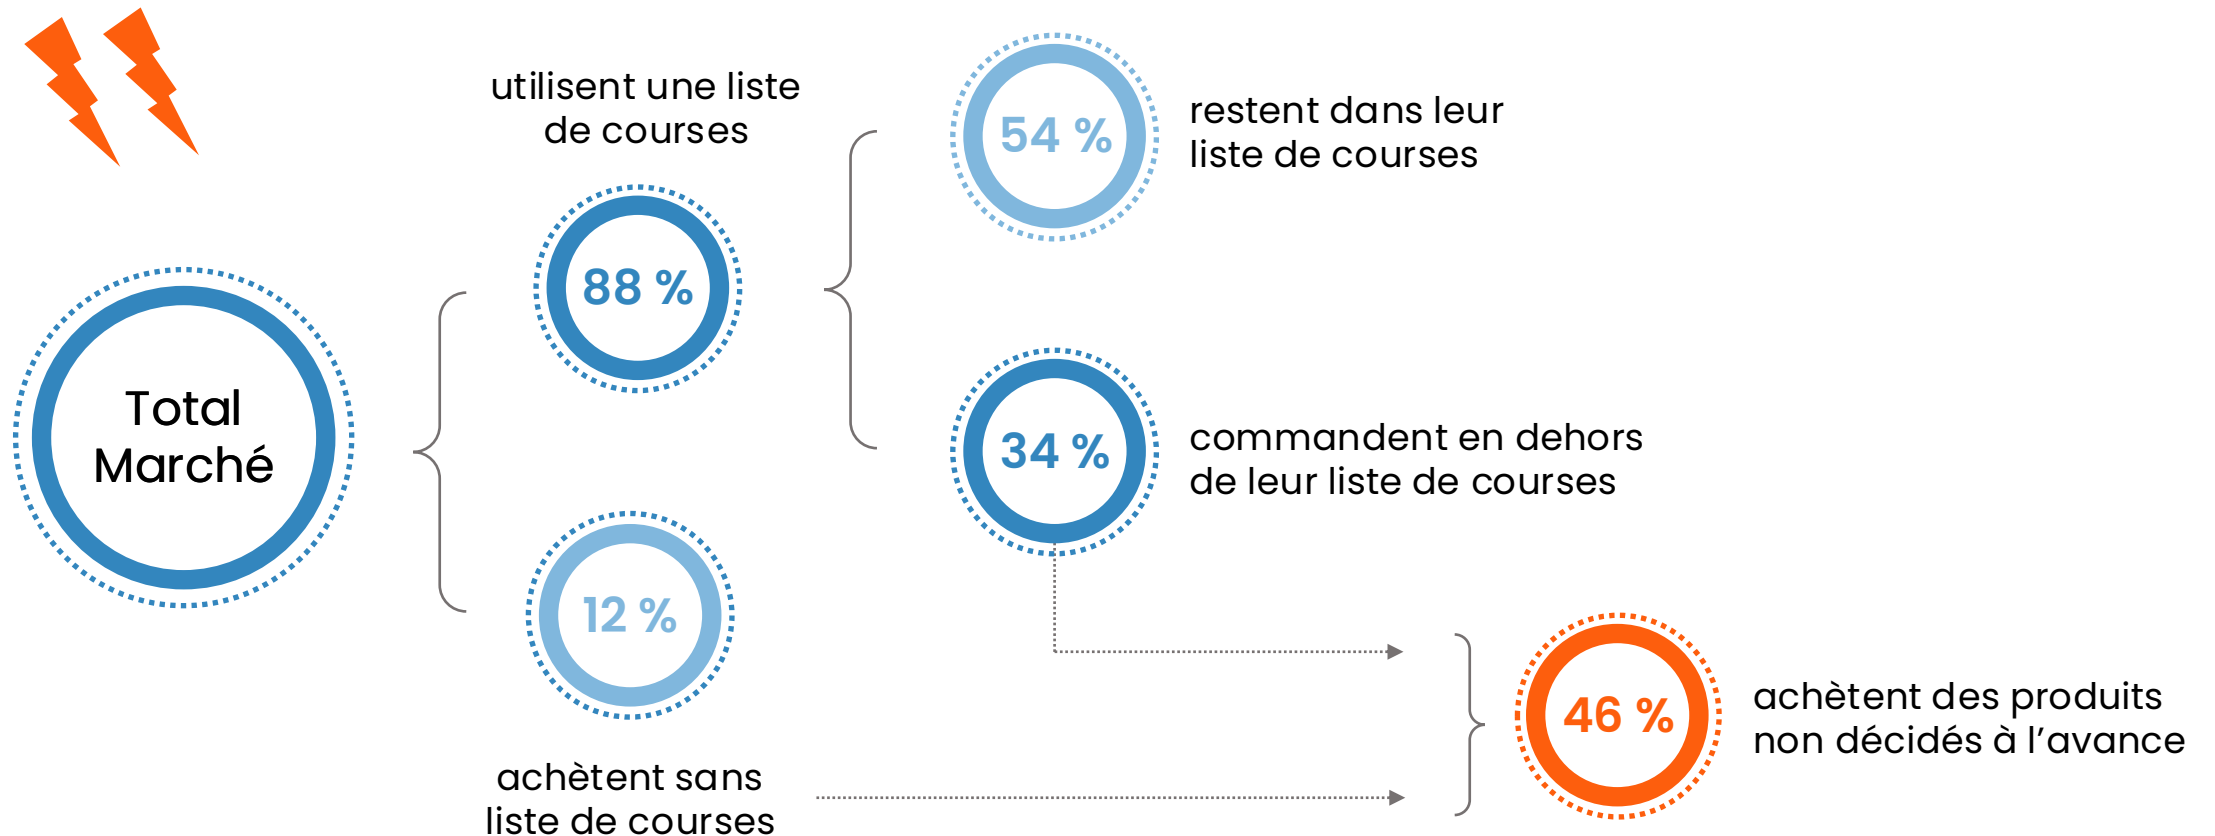 Total
Marché
utilisent une liste
de courses
88 %
12 %
achètent sans
liste de courses
54 %
restent dans leur
liste de courses
34 %
commandent en dehors
de leur liste de courses
46 %
achètent des produits
non décidés à l’avance